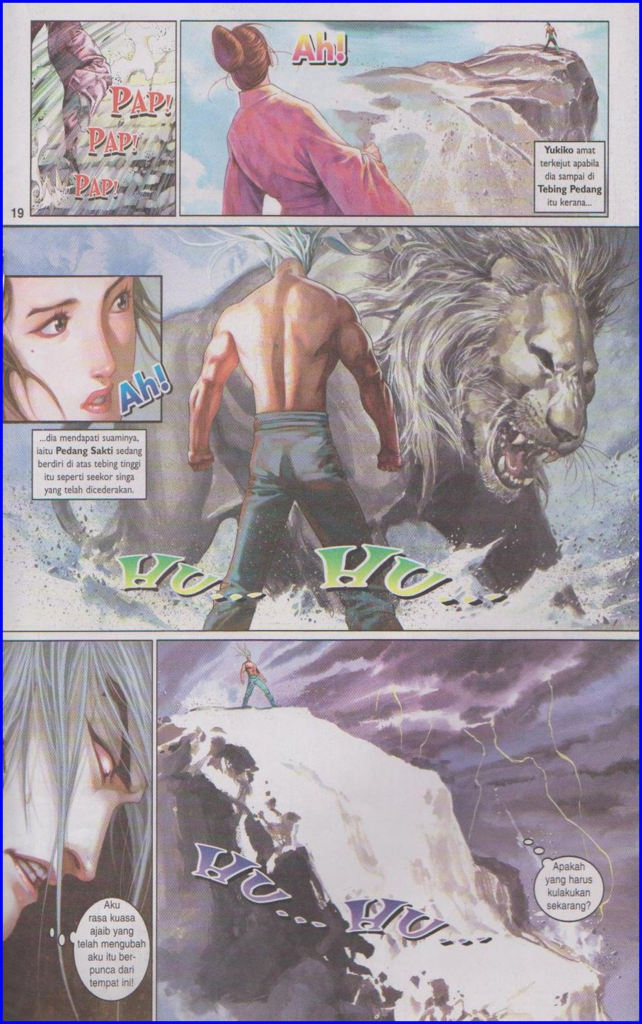 PAP!
PAP!
PAP!
Ah!
Yukiko amat
terkejut apabila
dia sampai di
Tebing Pedang
itu kerana...
19
Ah!
...dia mendapati suaminya,
iaitu Pedang Sakti sedang
berdiri di atas tebing tinggi
itu seperti seekor singa
yang telah dicederakan.
HU... HU...
Aku
rasa kuasa
ajaib yang
telah mengubah
aku itu ber-
punca dari
tempat ini!
HU... HU...
Apakah
yang harus
kulakukan
sekarang?